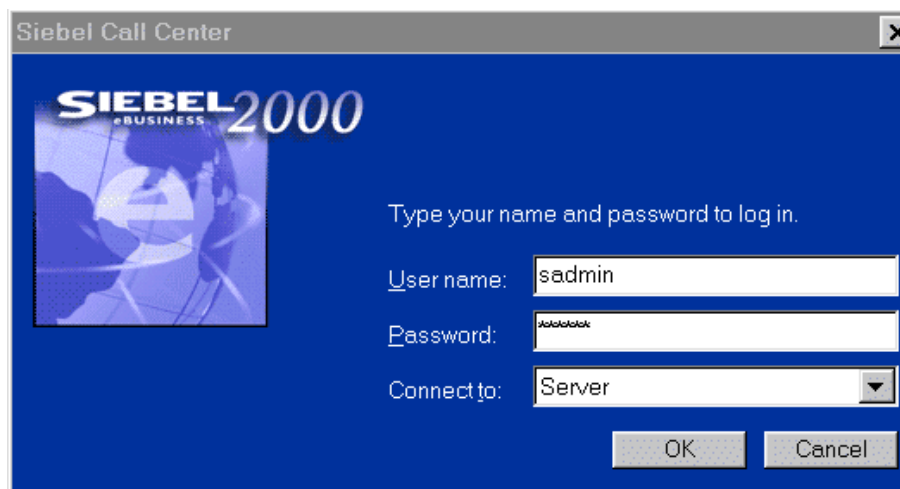 Siebel Call Center
SIEBEL 2000
eBUSINESS
e
Type your name and password to log in.
User name: sadmin
Password: *******
Connect to: Server
OK Cancel